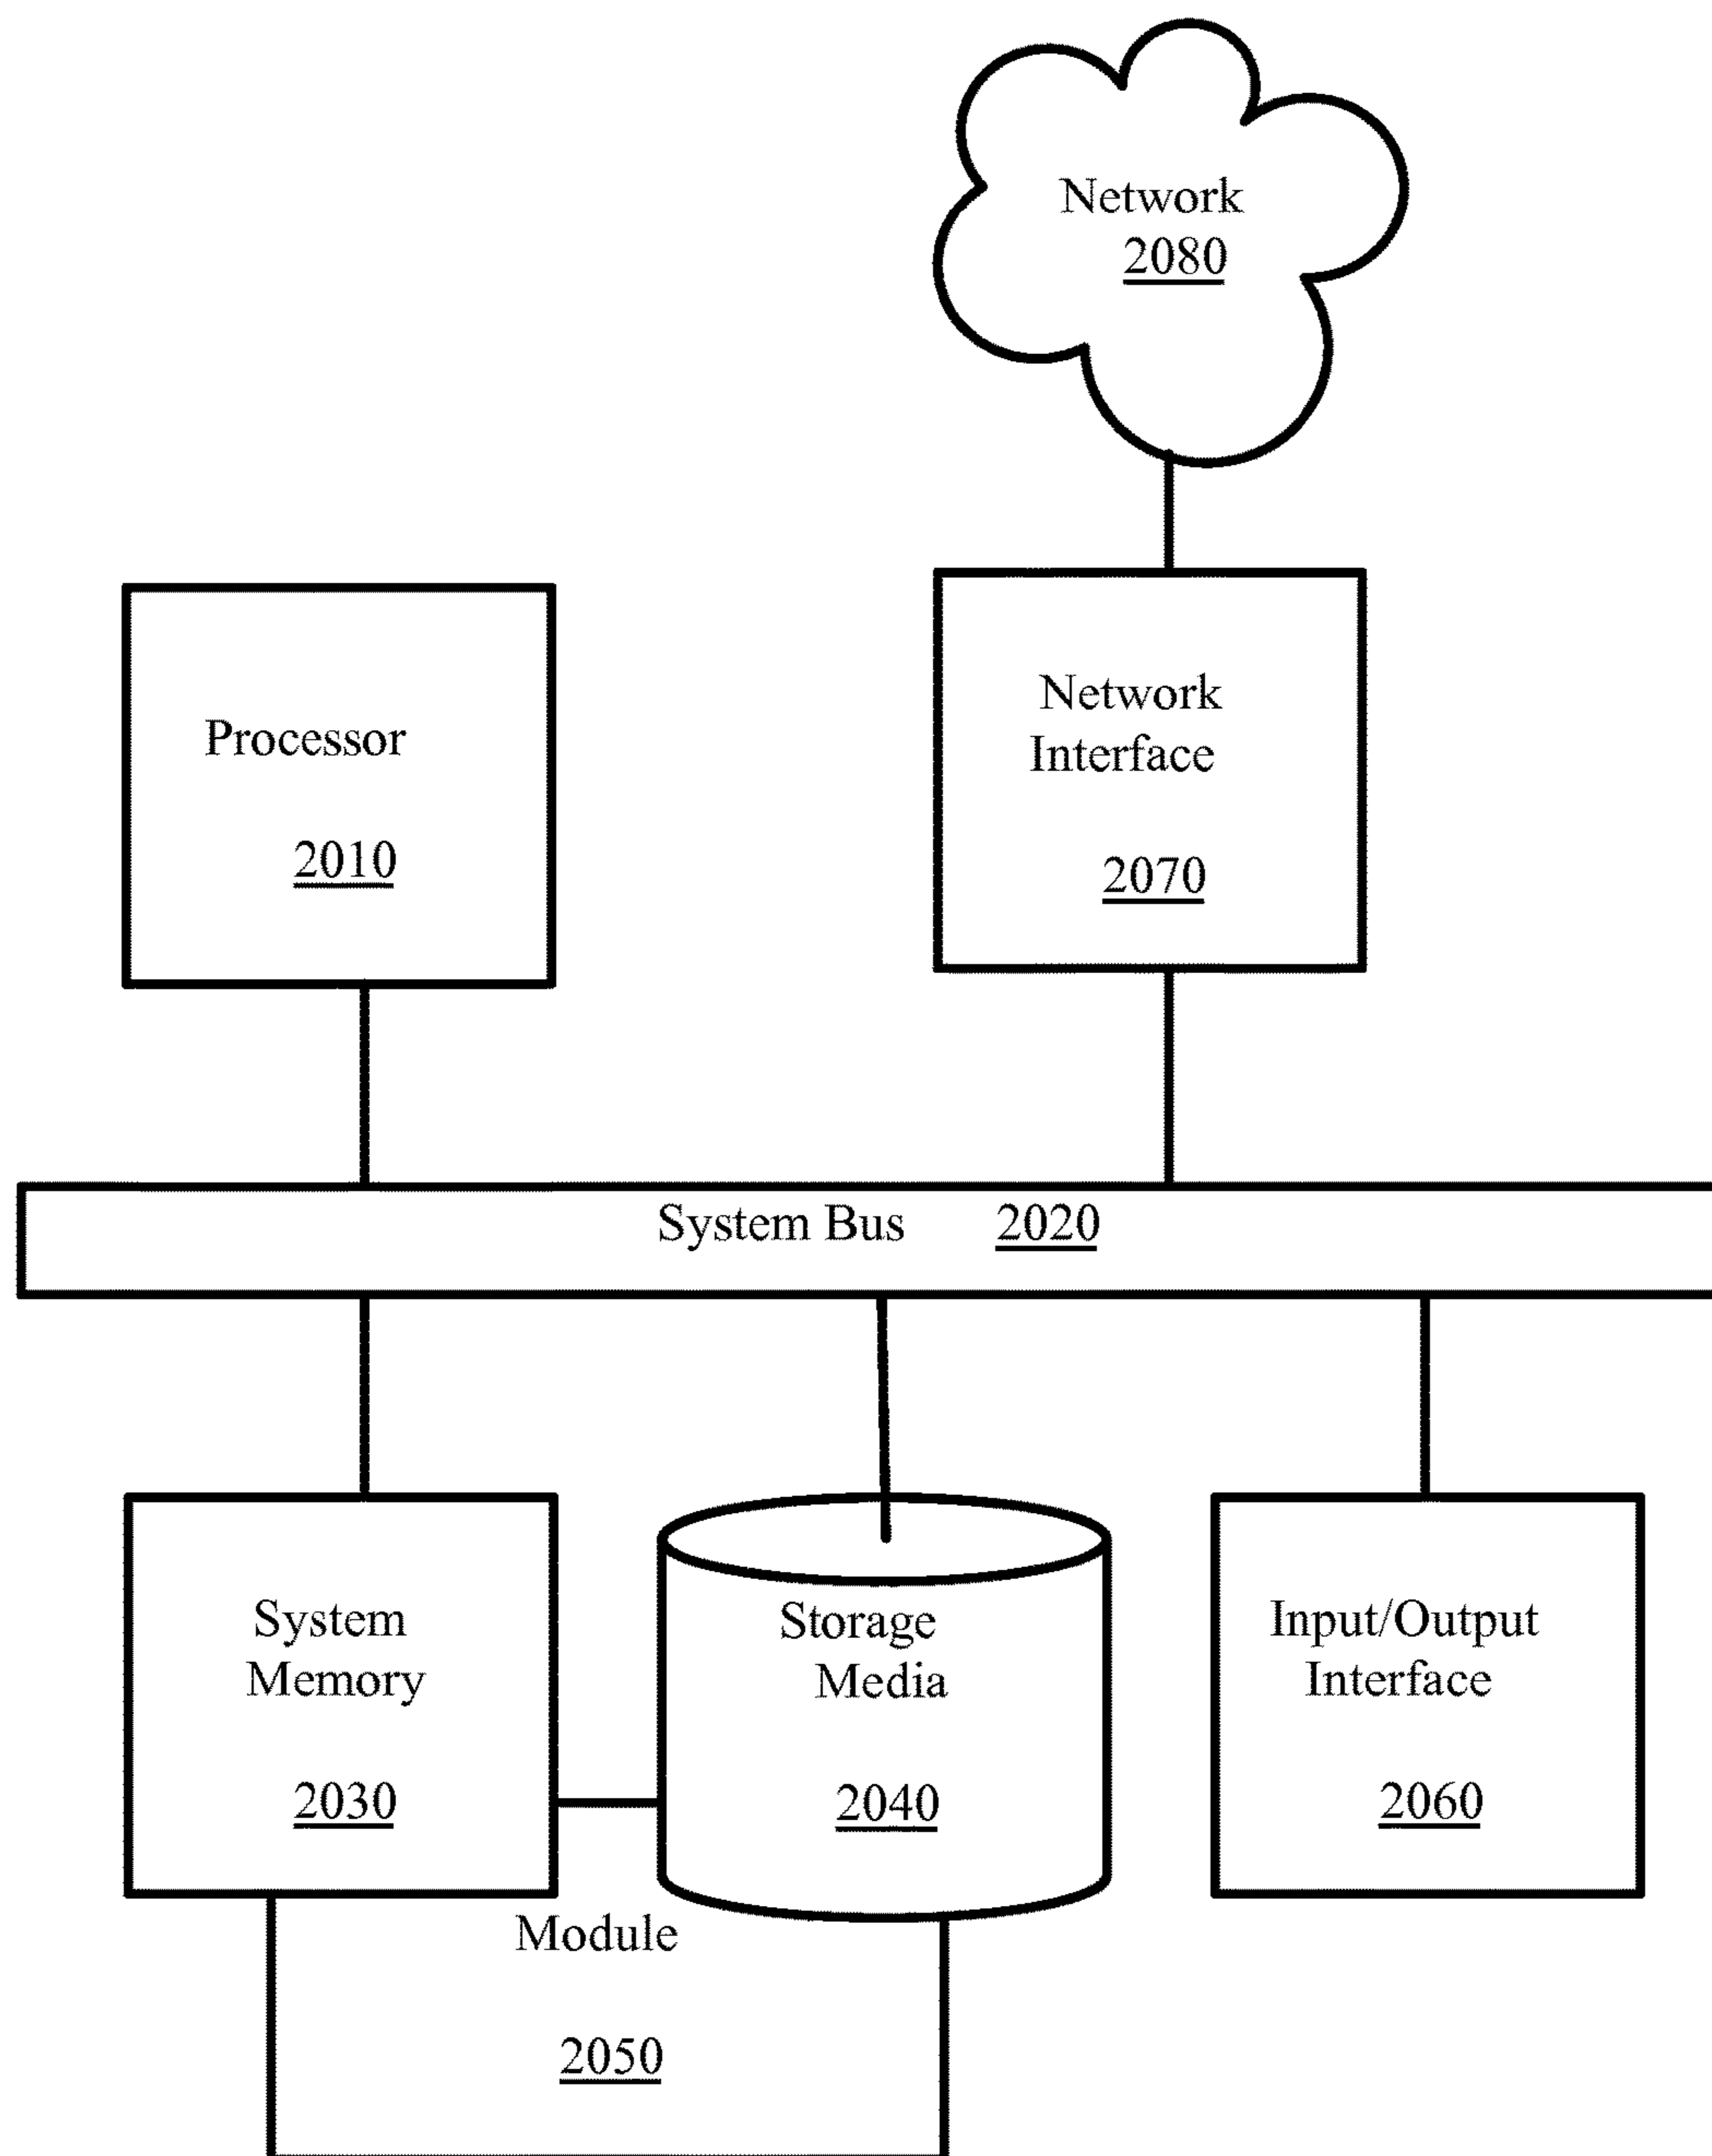 Network
2080
Processor
2010
Network
Interface
2070
System Bus 2020
System
Memory
2030
Storage
Media
2040
Input/Output
Interface
2060
Module
2050